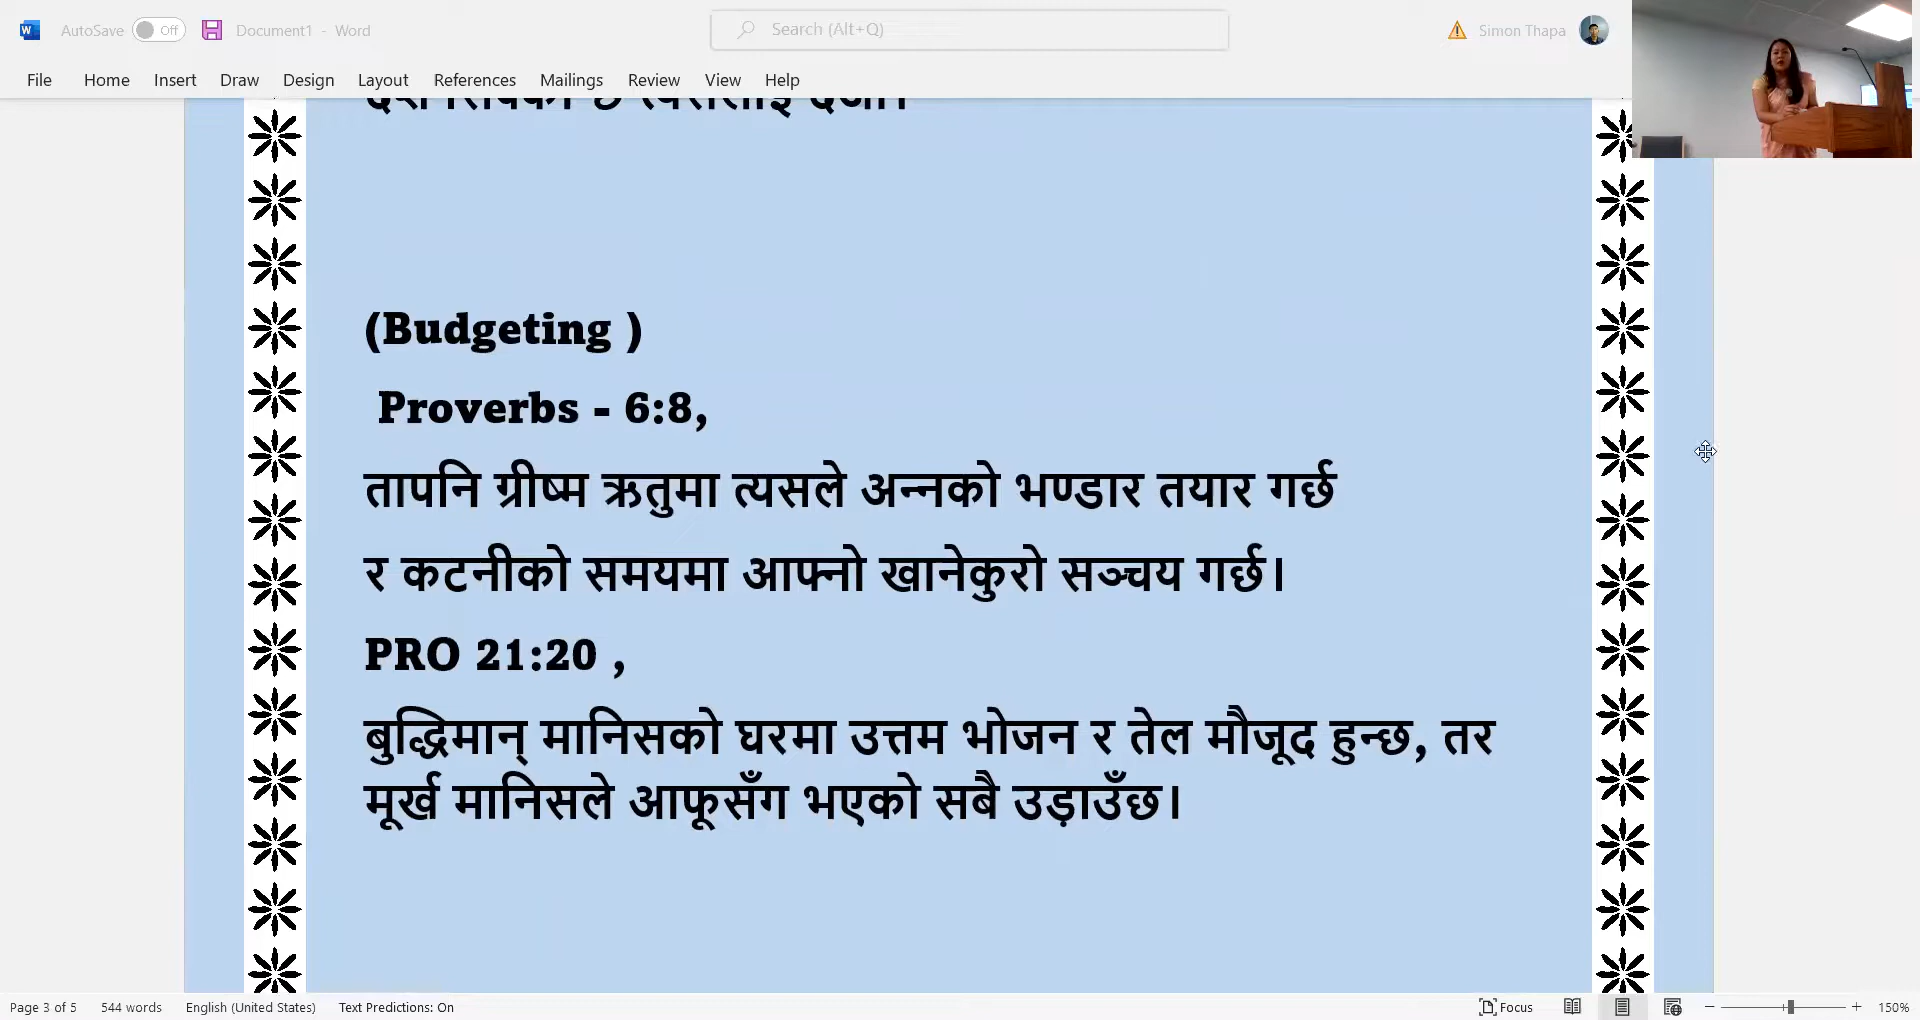 AutoSave Off Document1 - Word Search (Alt+Q) Simon Thapa
File Home Insert Draw Design Layout References Mailings Review View Help
(Budgeting )
Proverbs - 6:8,
तापनि ग्रीष्म ऋतुमा त्यसले अन्नको भण्डार तयार गर्छ
र कटनीको समयमा आफ्नो खानेकुरो सञ्चय गर्छ।
PRO 21:20 ,
बुद्धिमान् मानिसको घरमा उत्तम भोजन र तेल मौजूद हुन्छ, तर
मूर्ख मानिसले आफूसँग भएको सबै उड़ाउँछ।
Page 3 of 5 544 words English (United States) Text Predictions: On Focus 150%